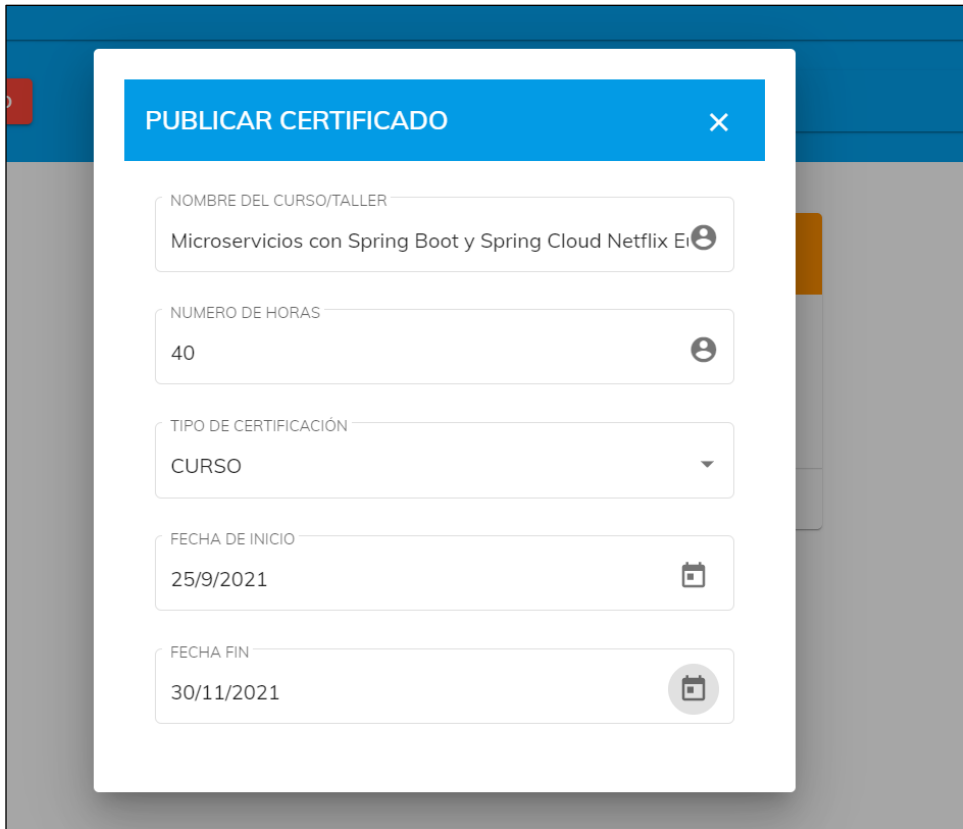 PUBLICAR CERTIFICADO
NOMBRE DEL CURSO/TALLER
Microservicios con Spring Boot y Spring Cloud Netflix
NUMERO DE HORAS
40
TIPO DE CERTIFICACIÓN
CURSO
FECHA DE INICIO
25/9/2021
FECHA FIN
30/11/2021